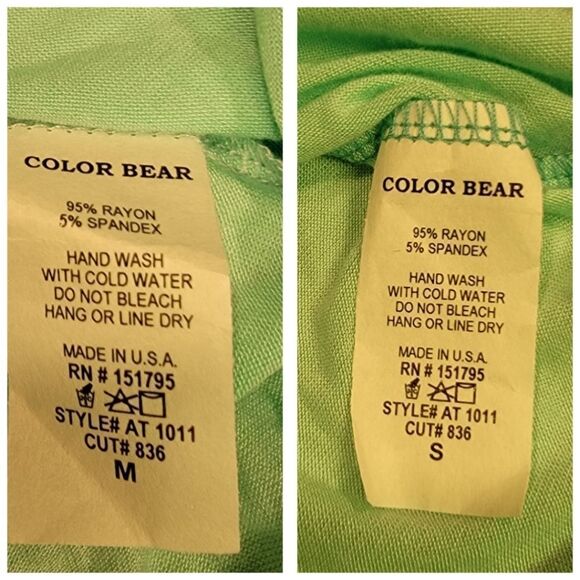 COLOR BEAR
95% RAYON
5% SPANDEX
HAND WASH
WITH COLD WATER
DO NOT BLEACH
HANG OR LINE DRY
MADE IN U.S.A.
RN # 151795
STYLE# AT 1011
CUT# 836
M
COLOR BEAR
95% RAYON
5% SPANDEX
HAND WASH
WITH COLD WATER
DO NOT BLEACH
HANG OR LINE DRY
MADE IN U.S.A.
RN # 151795
STYLE# AT 1011
CUT# 836
S